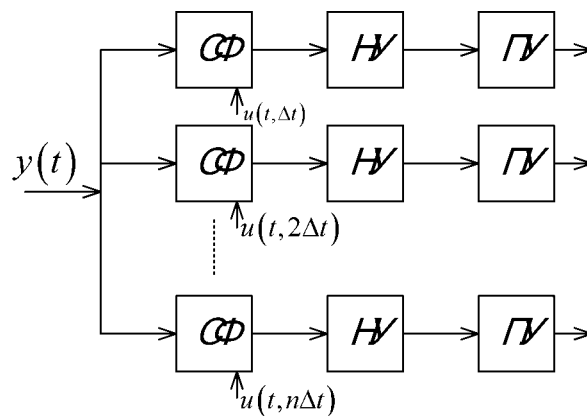 СФ НУ ПУ
u(t,Δt)
СФ НУ ПУ
y(t)
u(t,2Δt)
СФ НУ ПУ
u(t,nΔt)